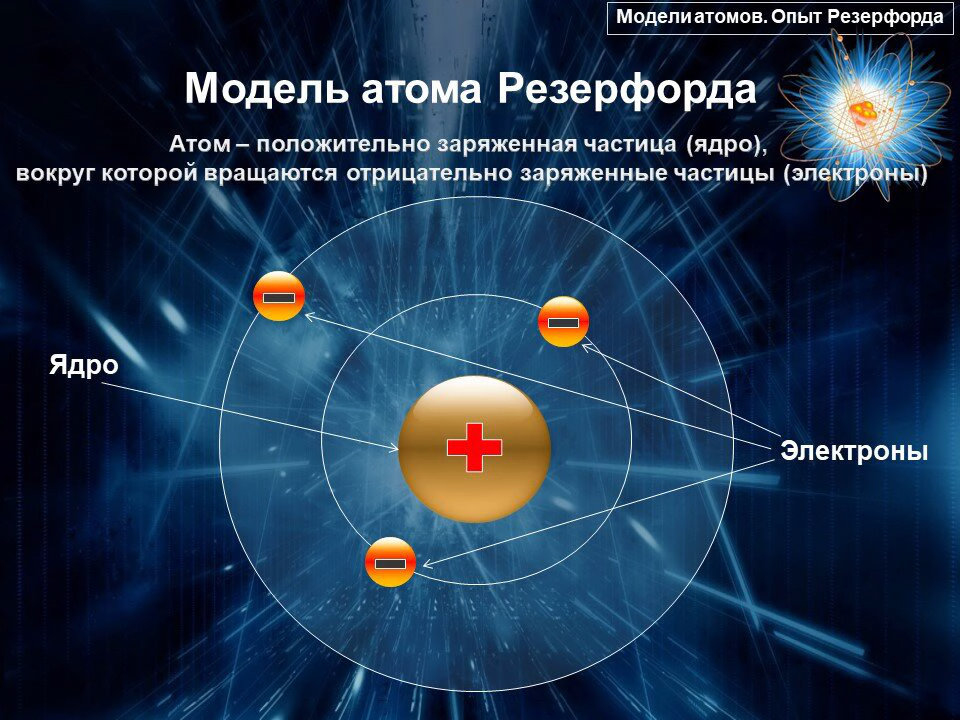 Модели атомов. Опыт Резерфорда
Модель атома Резерфорда
Атом – положительно заряженная частица (ядро),
вокруг которой вращаются отрицательно заряженные частицы (электроны)
Ядро
Электроны